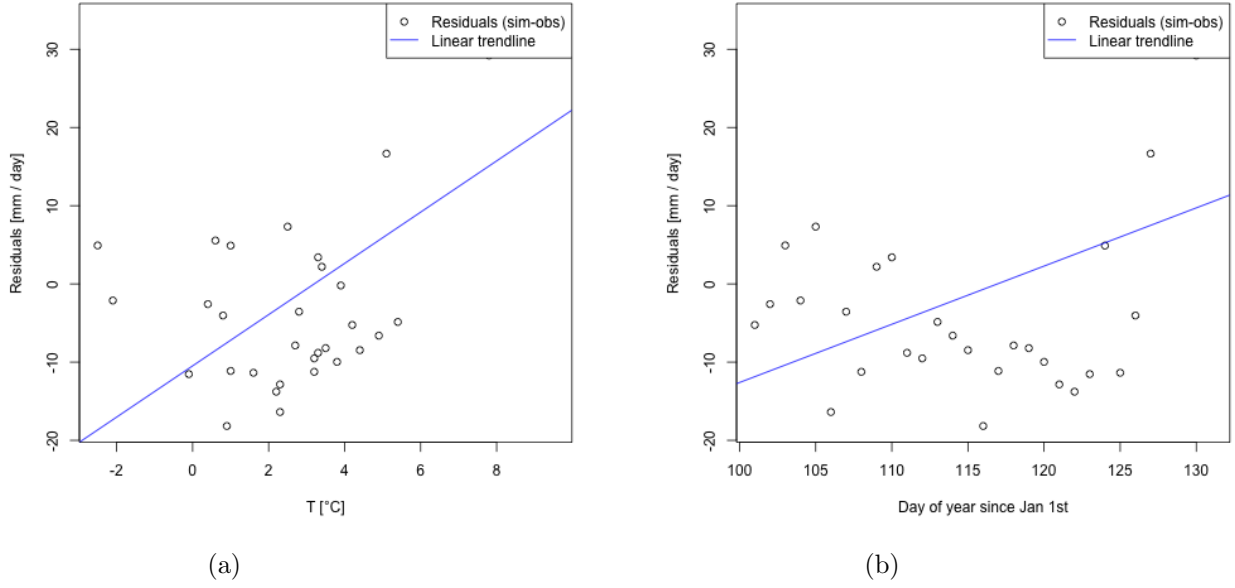 Residuals (sim-obs)
Linear trendline
30
20
10
0
-10
-20
Residuals [mm / day]
-2 0 2 4 6 8
T [°C]
(a)
Residuals (sim-obs)
Linear trendline
30
20
10
0
-10
-20
Residuals [mm / day]
100 105 110 115 120 125 130
Day of year since Jan 1st
(b)